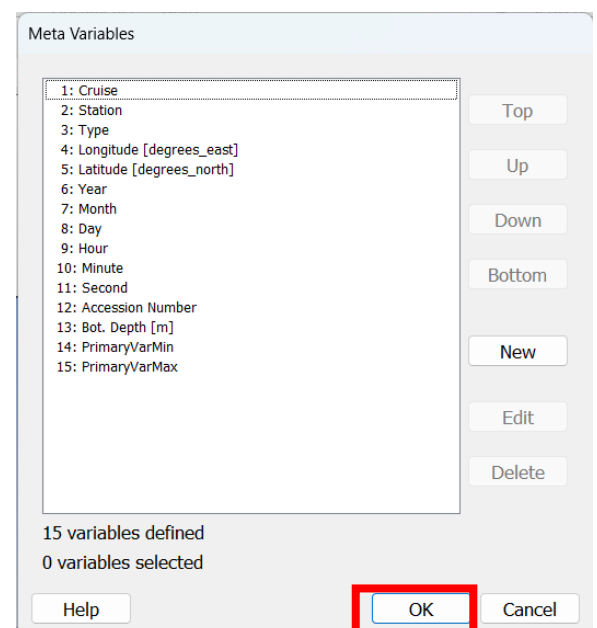 Meta Variables
1: Cruise
2: Station
3: Type
4: Longitude [degrees_east]
5: Latitude [degrees_north]
6: Year
7: Month
8: Day
9: Hour
10: Minute
11: Second
12: Accession Number
13: Bot. Depth [m]
14: PrimaryVarMin
15: PrimaryVarMax
Top
Up
Down
Bottom
New
Edit
Delete
15 variables defined
0 variables selected
Help
OK
Cancel